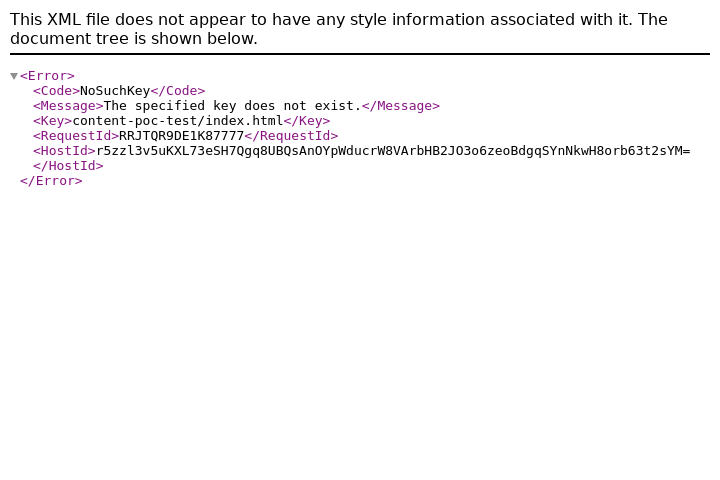 This XML file does not appear to have any style information associated with it. The
document tree is shown below.
▼<Error>
<Code>NoSuchKey</Code>
<Message>The specified key does not exist.</Message>
<Key>content-poc-test/index.html</Key>
<RequestId>RRJTQR9DE1K87777</RequestId>
<HostId>r5zzl3v5uKXL73eSH7Qgq8UBQsAnOYpWducrW8VArbHB2JO3o6zeoBdgqSYnNkwH8orb63t2sYM=
</HostId>
</Error>